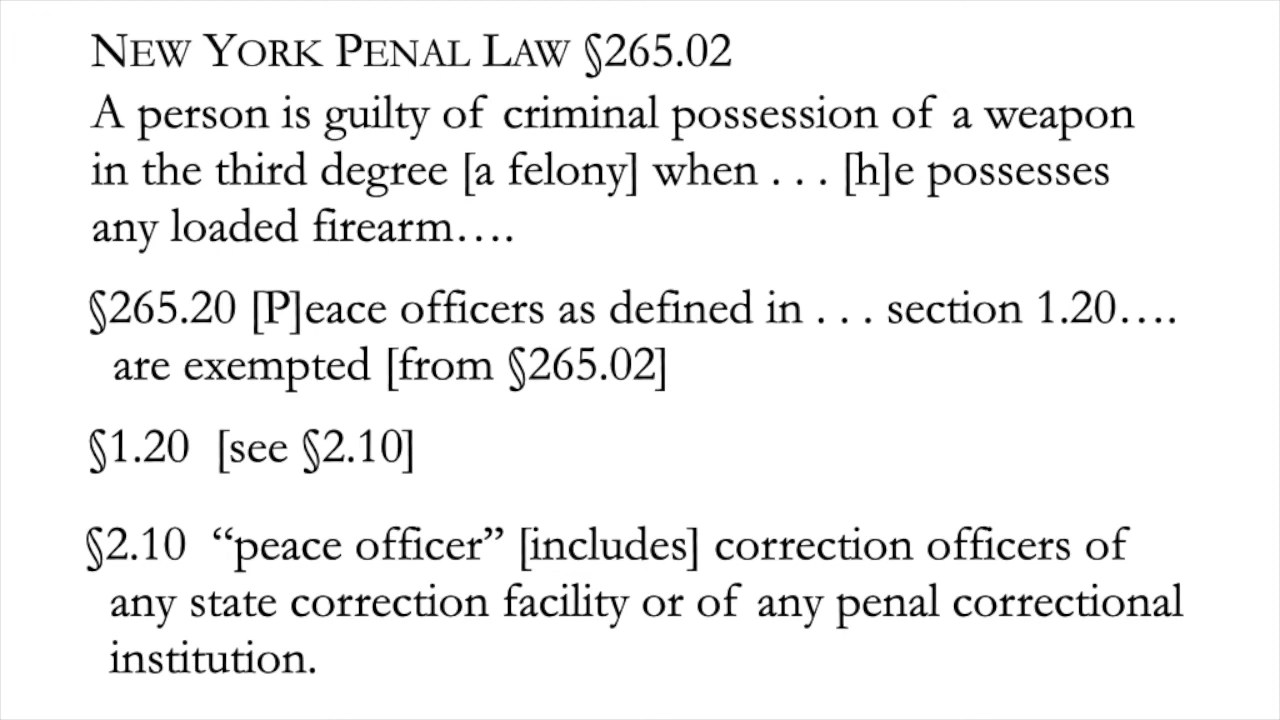 NEW YORK PENAL LAW §265.02
A person is guilty of criminal possession of a weapon
in the third degree [a felony] when . . . [h]e possesses
any loaded firearm….
§265.20 [P]eace officers as defined in . . . section 1.20….
are exempted [from §265.02]
§1.20 [see §2.10]
§2.10 “peace officer” [includes] correction officers of
any state correction facility or of any penal correctional
institution.